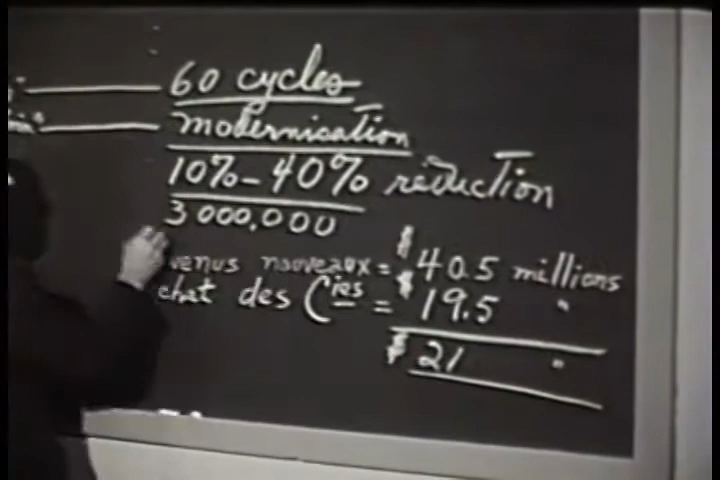 60 cycles
modernication
10% - 40% réduction
3 000,000
venus nouveaux = $ 40.5 millions
chat des Cies = $ 19.5 "
$ 21 "